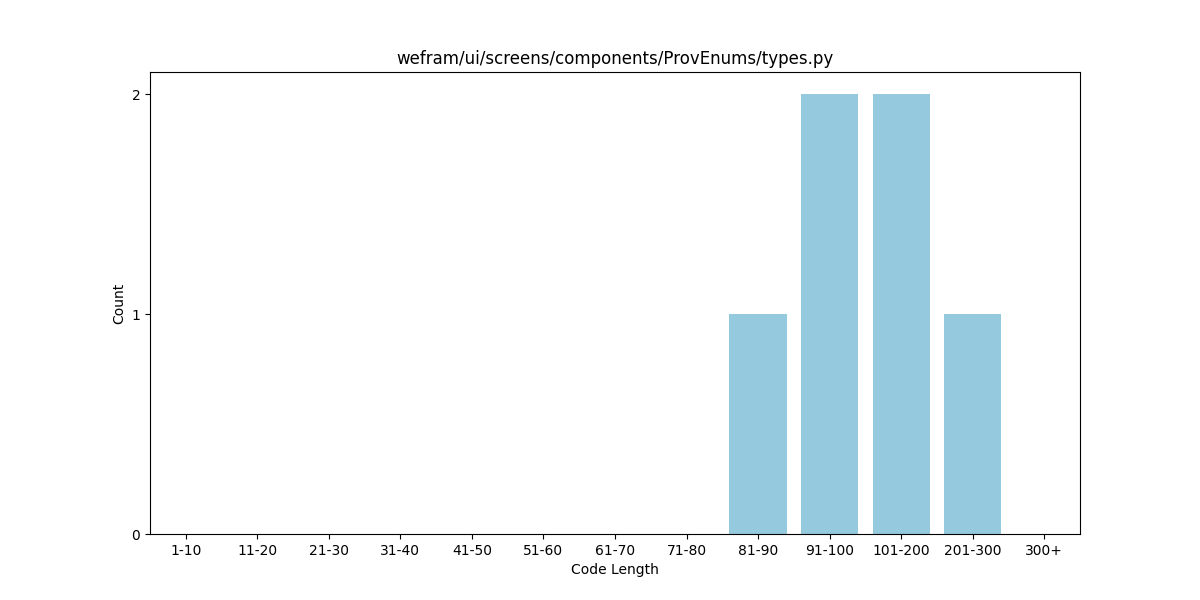 wefram/ui/screens/components/ProvEnums/types.py
2
1
0
Count
1-10 11-20 21-30 31-40 41-50 51-60 61-70 71-80 81-90 91-100 101-200 201-300 300+
Code Length